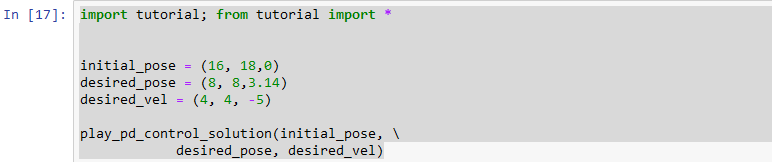 In [17]: import tutorial; from tutorial import *
initial_pose = (16, 18,0)
desired_pose = (8, 8,3.14)
desired_vel = (4, 4, -5)
play_pd_control_solution(initial_pose, \
desired_pose, desired_vel)